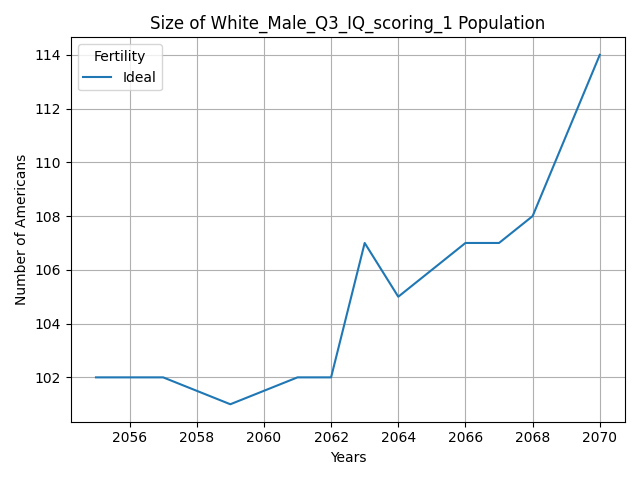 Size of White_Male_Q3_IQ_scoring_1 Population
Fertility
Ideal
Number of Americans
114
112
110
108
106
104
102
2056 2058 2060 2062 2064 2066 2068 2070
Years